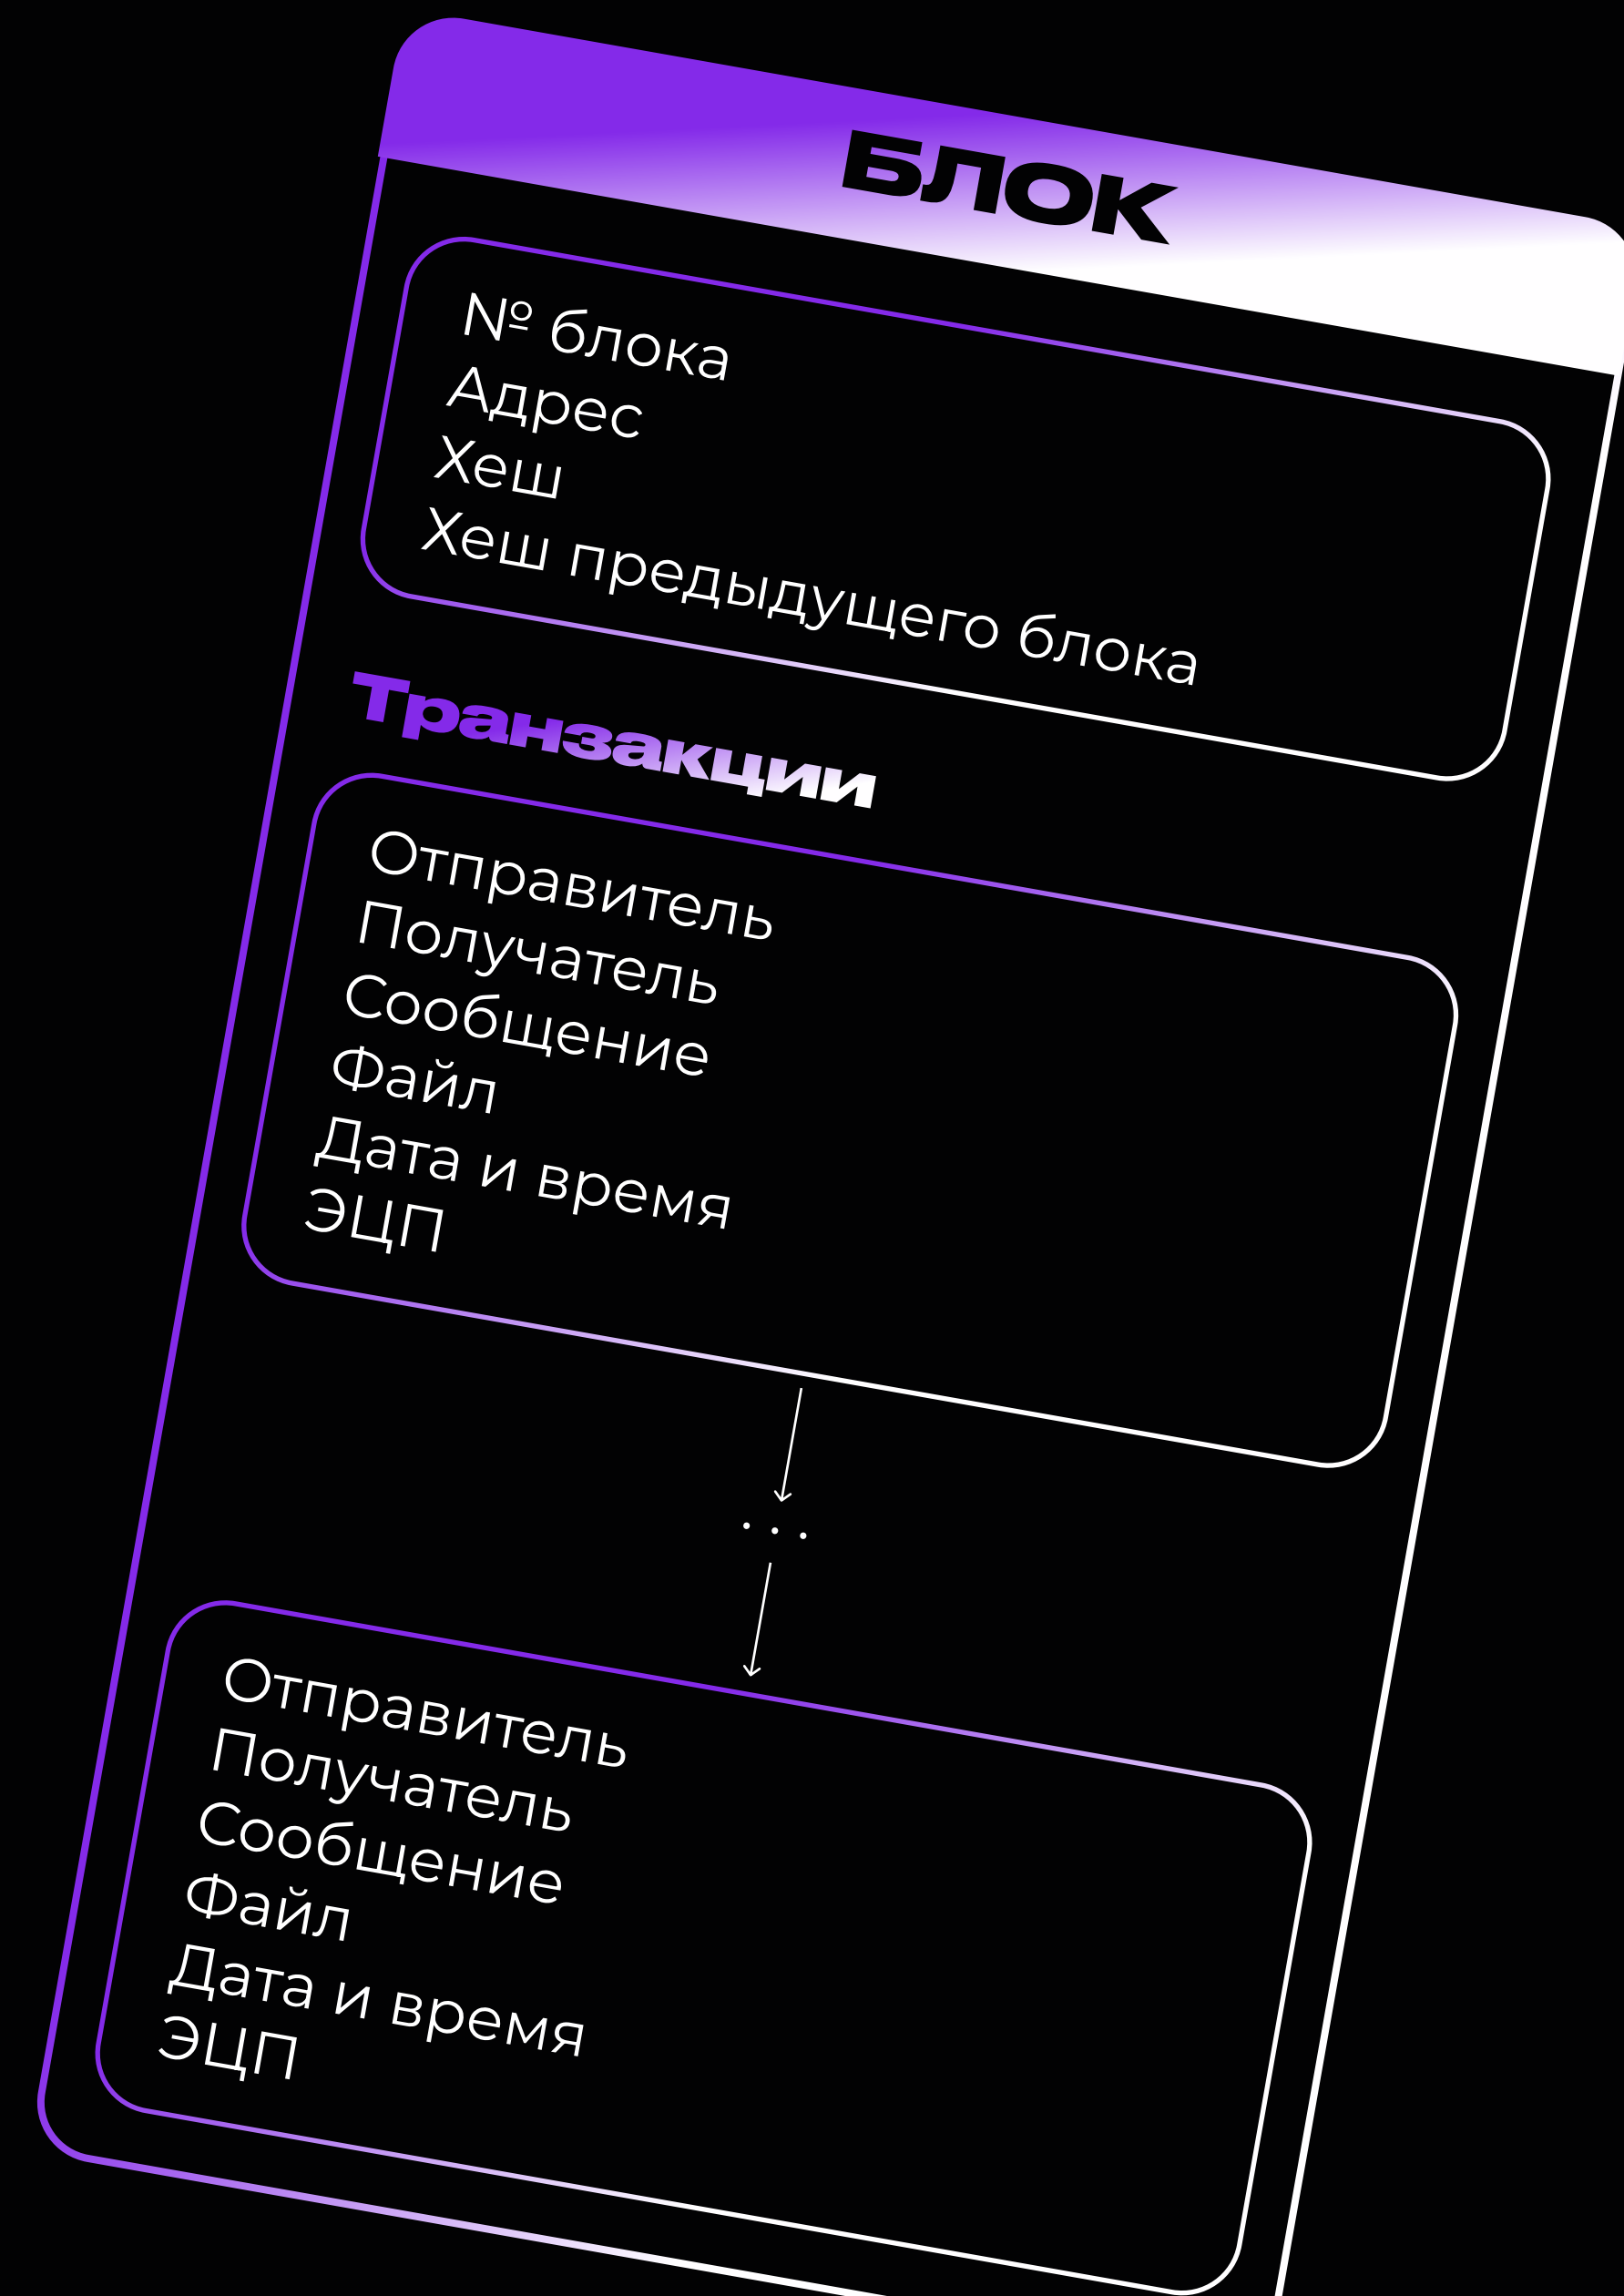 Блок
№ блока
Адрес
Хеш
Хеш предыдущего блока
Транзакции
Отправитель
Получатель
Сообщение
Файл
Дата и время
ЭЦП
. . .
Отправитель
Получатель
Сообщение
Файл
Дата и время
ЭЦП